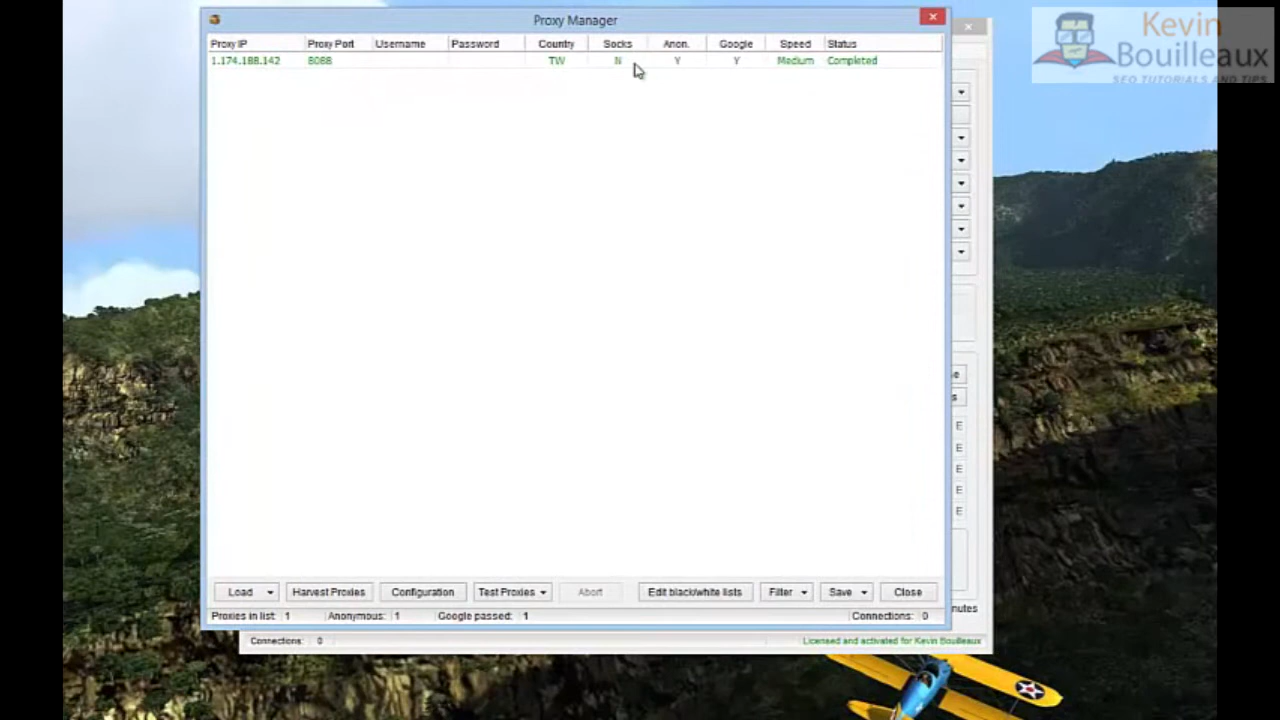 Proxy Manager
Kevin
Bouilleaux
SEO TUTORIALS AND TIPS
Proxy IP Proxy Port Username Password Country Socks Anon. Google Speed Status
1.174.188.142 8088 TW N Y Y Medium Completed
e
s
E
E
E
E
E
Load Harvest Proxies Configuration Test Proxies Abort Edit black/white lists Filter Save Close
nutes
Proxies in list: 1 Anonymous: 1 Google passed: 1 Connections: 0
Connections: 0 Licensed and activated for Kevin Bouilleaux